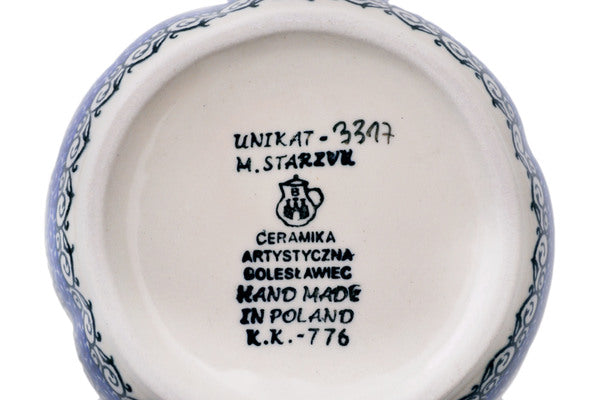 UNIKAT-3317
M. STARZYK
B
CERAMIKA
ARTYSTYCZNA
BOLESŁAWIEC
HAND MADE
IN POLAND
K.K.-776